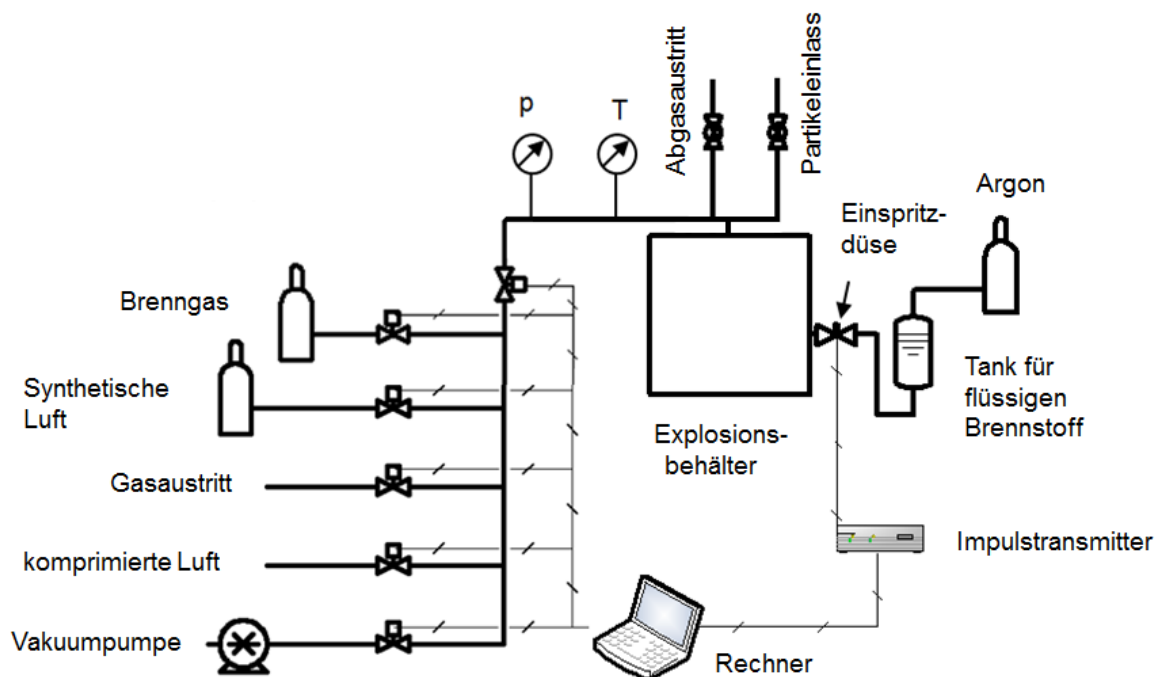 Abgasaustritt
Partikeleinlass
p
T
Argon
Einspritz-
düse
Brenngas
Synthetische
Luft
Tank für
flüssigen
Brennstoff
Explosions-
behälter
Gasaustritt
Impulstransmitter
komprimierte Luft
Vakuumpumpe
Rechner